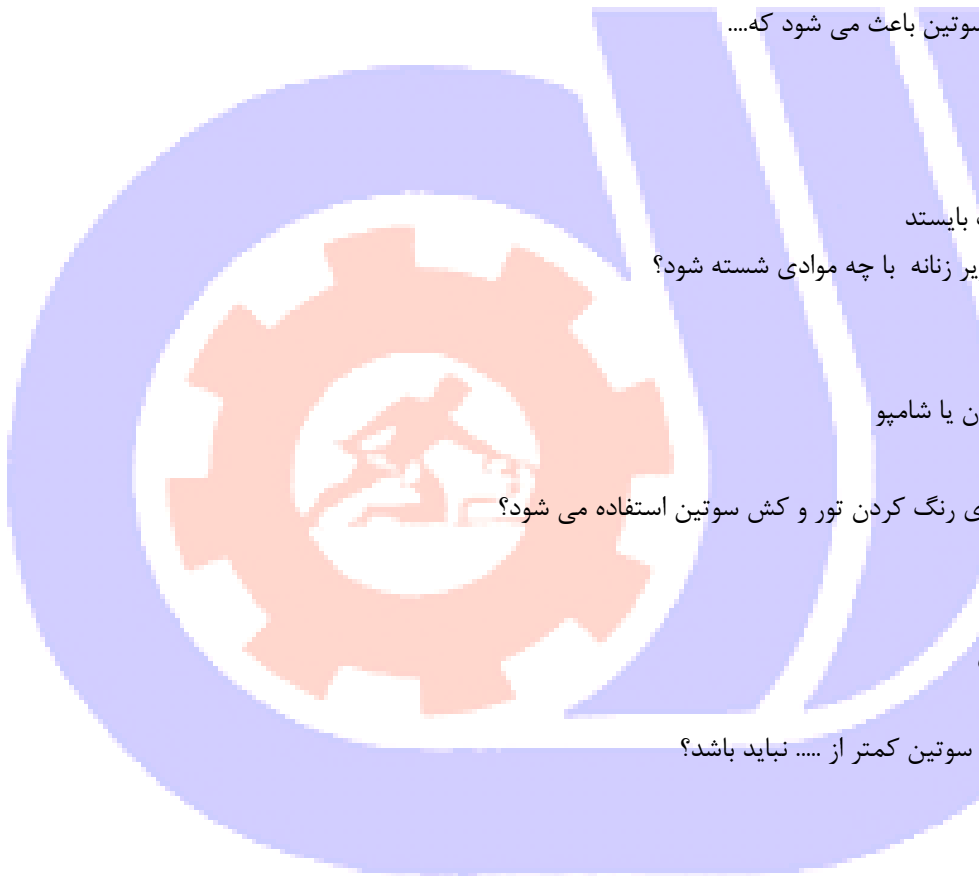 سوتین باعث می شود که....
بایستد
یر زنانه با چه موادی شسته شود؟
ن یا شامپو
ی رنگ کردن تور و کش سوتین استفاده می شود؟
سوتین کمتر از ..... نباید باشد؟